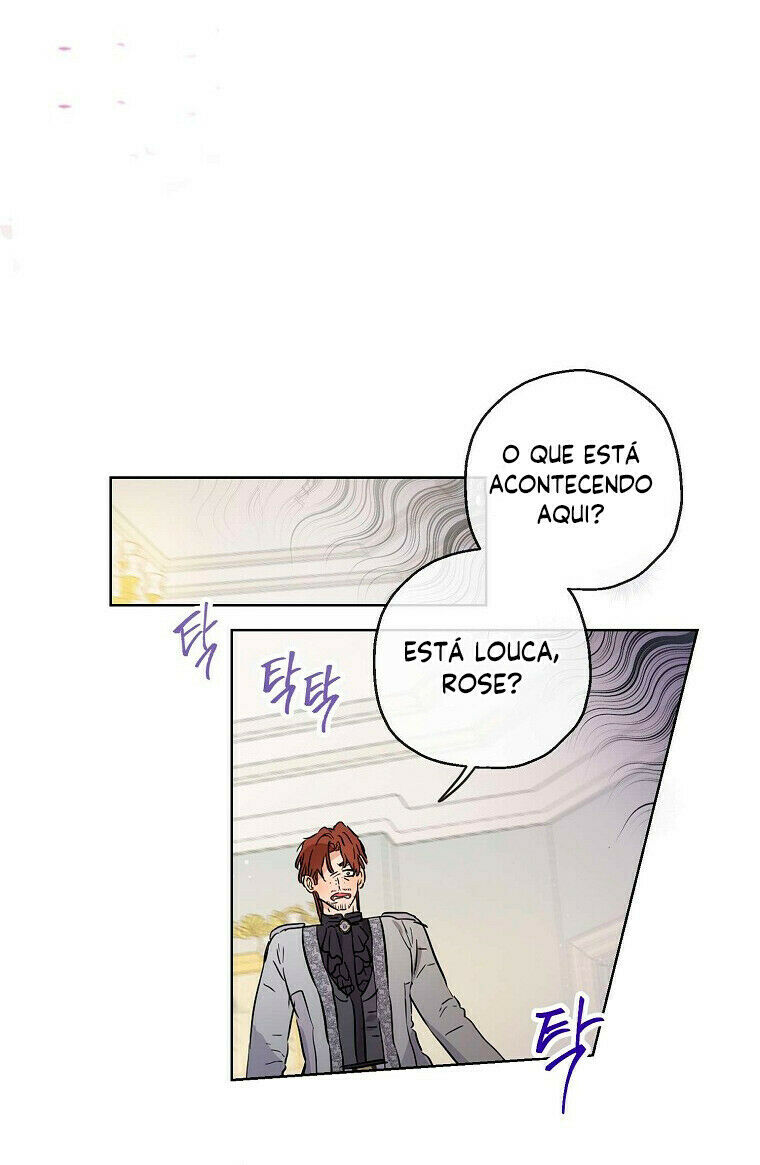 O QUE ESTÁ
ACONTECENDO
AQUI?
탁
ESTÁ LOUCA,
ROSE?
탁탁
탁